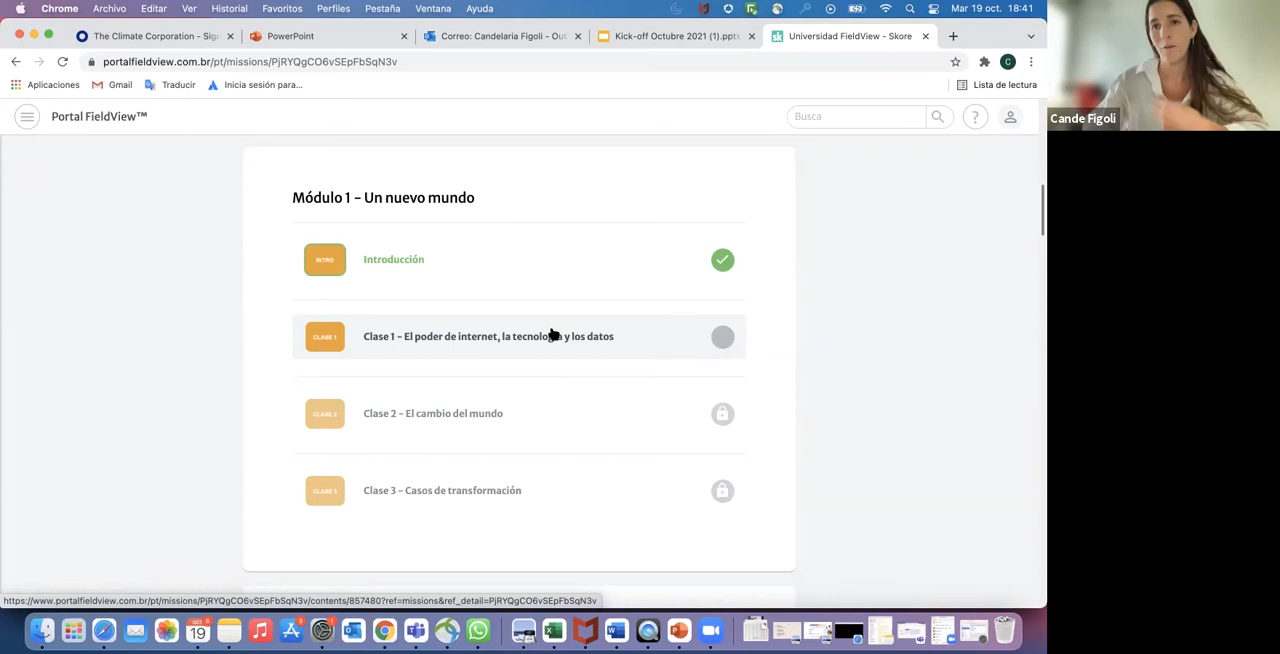 Chrome Archivo Editar Ver Historial Favoritos Perfiles Pestaña Ventana Ayuda Mar 19 oct. 18:41
The Climate Corporation - Sig
PowerPoint
Correo: Candelaria Figoli - Out
Kick-off Octubre 2021 (1).pptx
Universidad FieldView - Skore
portalfieldview.com.br/pt/missions/PjRYQgCO6vSEpFbSqN3v
C
Aplicaciones Gmail Traducir Inicia sesión para... Lista de lectura
Portal FieldView™
Busca
?
Cande Figoli
Módulo 1 - Un nuevo mundo
INTRO Introducción
CLASE 1 Clase 1 - El poder de internet, la tecnología y los datos
CLASE 2 Clase 2 - El cambio del mundo
CLASE 3 Clase 3 - Casos de transformación
https://www.portalfieldview.com.br/pt/missions/PjRYQgCO6vSEpFbSqN3v/contents/857480?ref=missions&ref_detail=PjRYQgCO6vSEpFbSqN3v
OCT
19